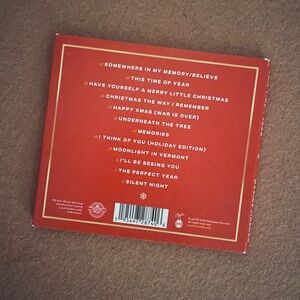 SOMEWHERE IN MY MEMORY/BELIEVE
THIS TIME OF YEAR
HAVE YOURSELF A MERRY LITTLE CHRISTMAS
CHRISTMAS THE WAY I REMEMBER
HAPPY XMAS (WAR IS OVER)
UNDERNEATH THE TREE
MEMORIES
I THINK OF YOU (HOLIDAY EDITION)
MOONLIGHT IN VERMONT
I'LL BE SEEING YOU
THE PERFECT YEAR
SILENT NIGHT